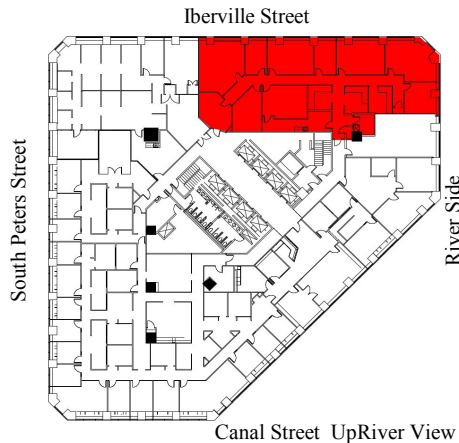 Iberville Street
South Peters Street
River Side
Canal Street UpRiver View